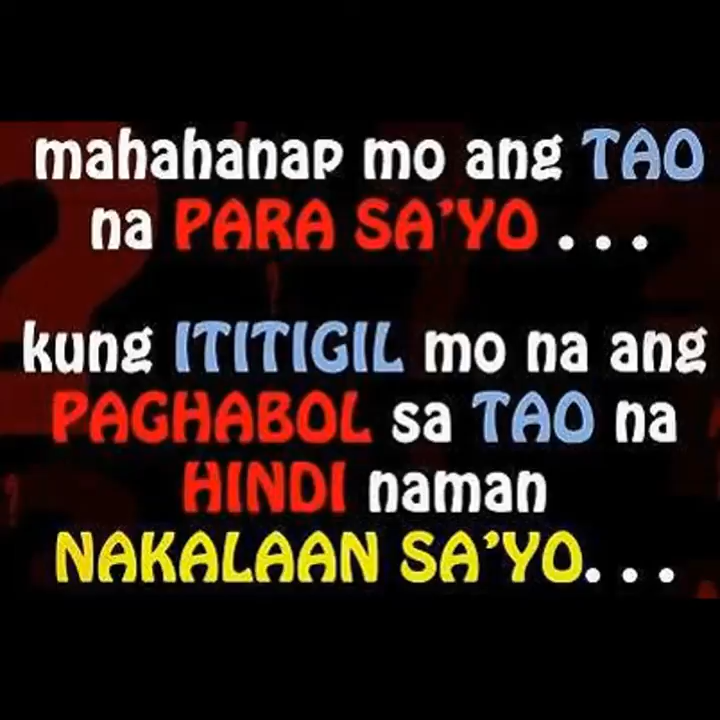 mahahanap mo ang TAO
na PARA SA'YO . . .
kung ITITIGIL mo na ang
PAGHABOL sa TAO na
HINDI naman
NAKALAAN SA'YO. . .